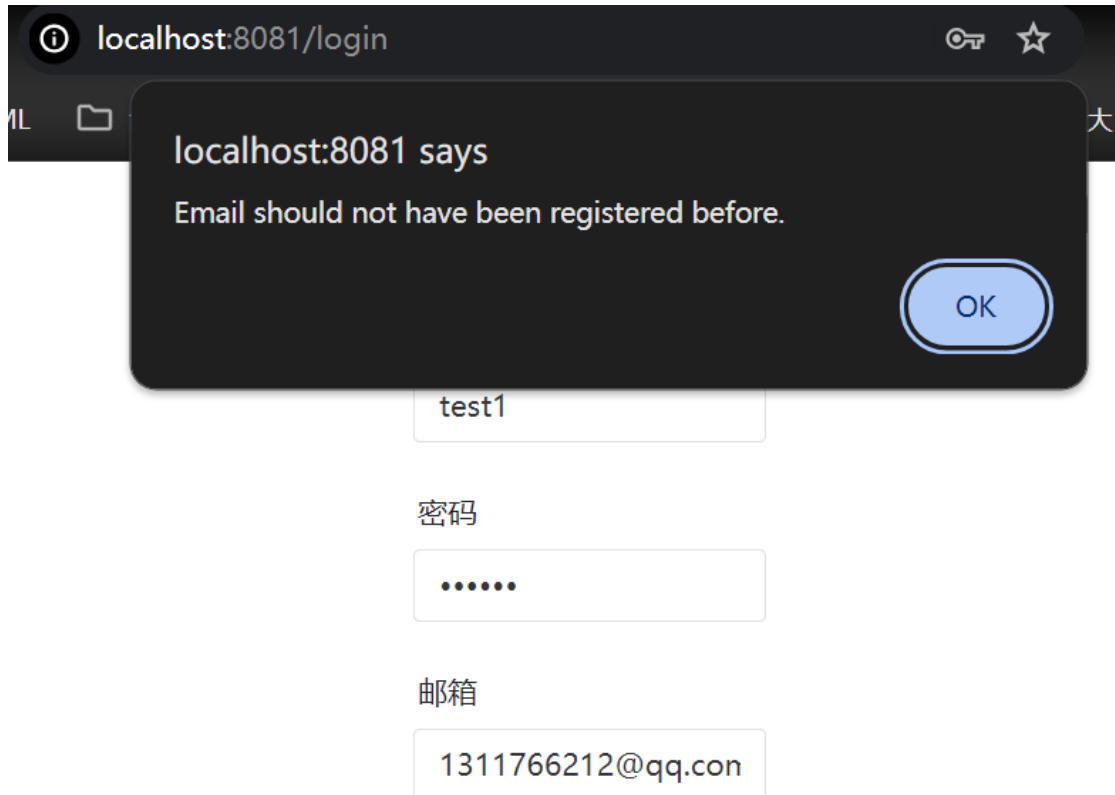 localhost:8081/login
ML
大
localhost:8081 says
Email should not have been registered before.
OK
test1
密码
••••••
邮箱
1311766212@qq.con